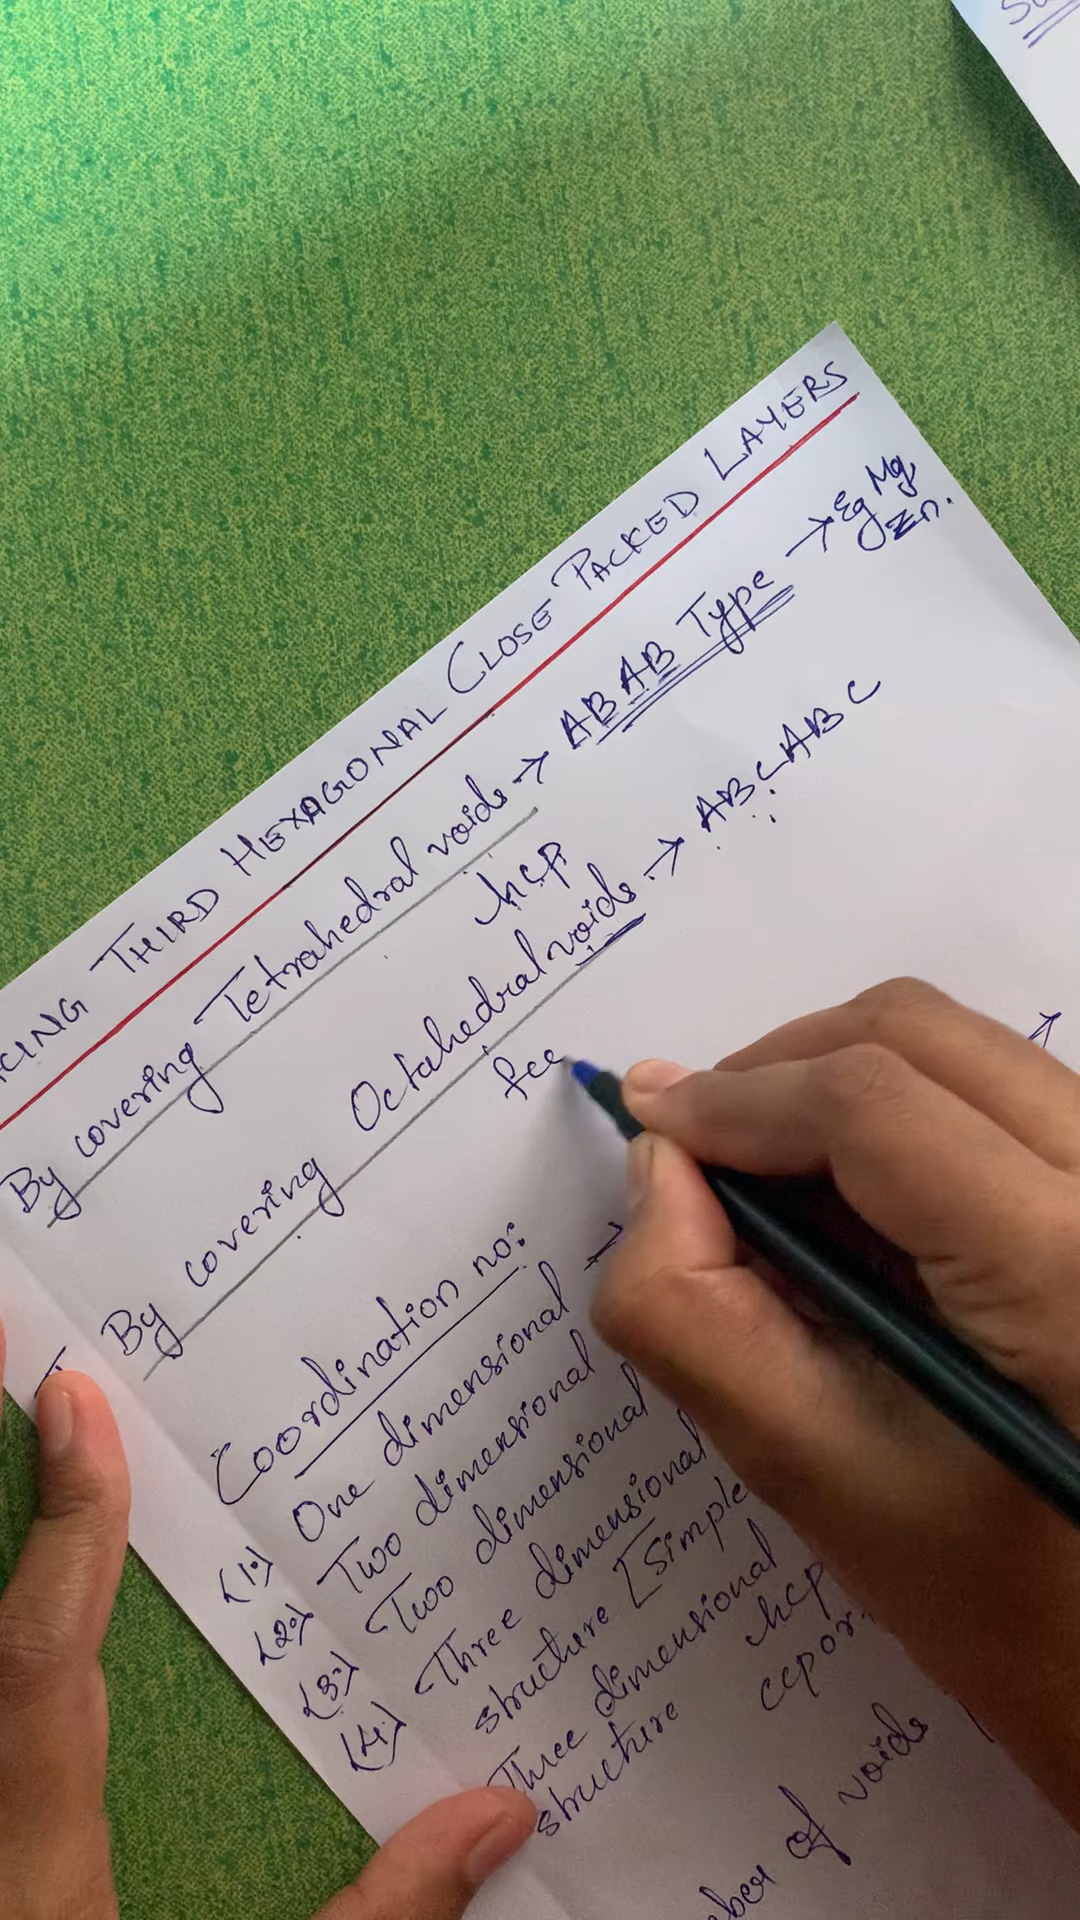 THIRD HEXAGONAL CLOSE PACKED LAYERS
By covering Tetrahedral voids → ABAB Type → Eg Mg, Zn.
hcp
By covering Octahedral voids → ABCABC
fcc
Coordination no:
(1.) One dimensional →
(2.) Two dimensional
(3.) Two dimensional
(4.) Three dimensional
structure [Simple
Three dimensional hcp
structure ccp or
of voids